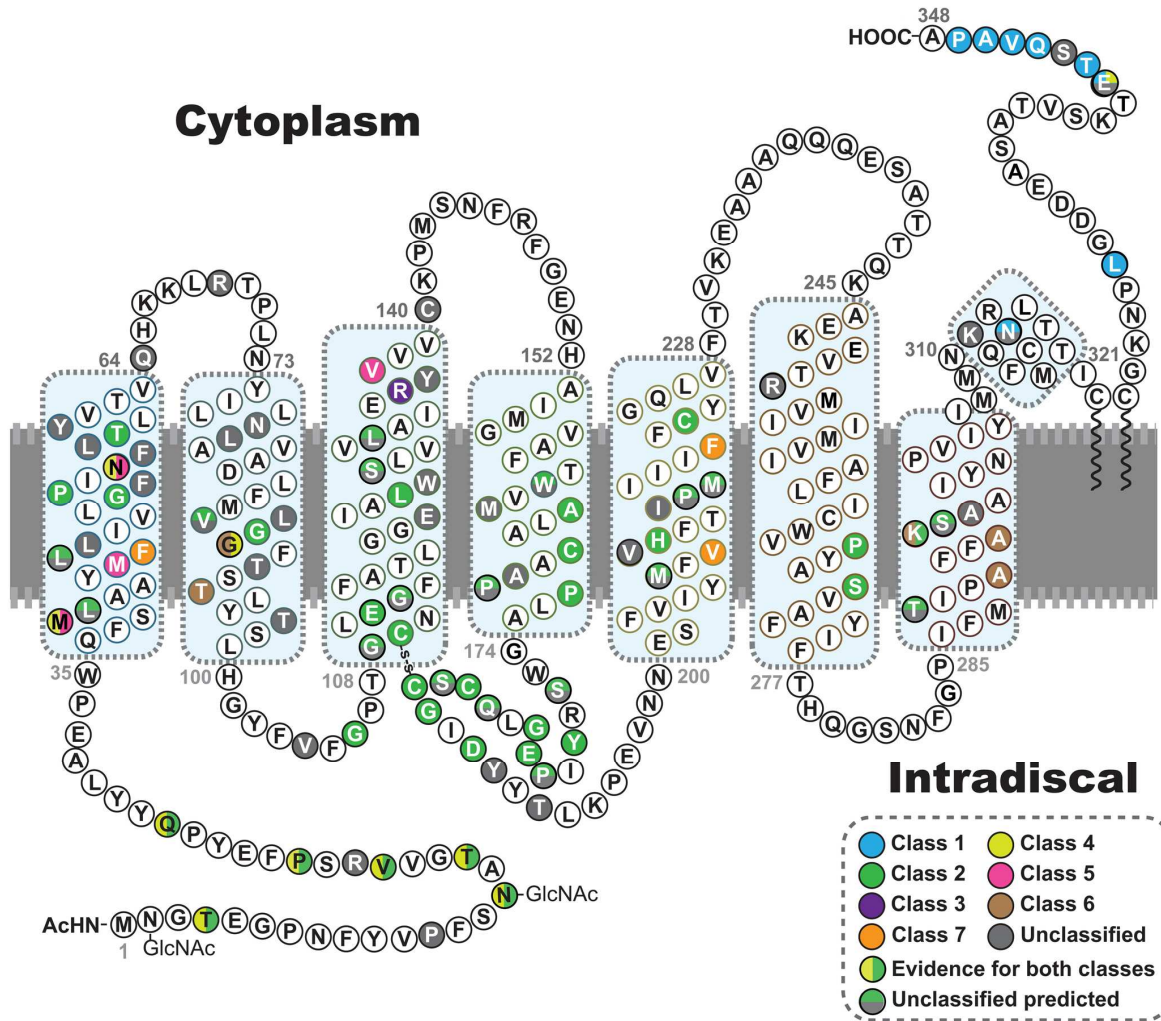 Cytoplasm
348
HOOC-A P A V Q S T E T K S V T A S A E D D G L P N K G C C I
321
T T L M C N R F Q K
310
N M M I Y I V P N Y I A A S K A F F A P I T M F I
285
P G F N S G Q H T
277
F I Y F A V S A Y P V W C I L F A I V M I I V M R T V E K E A
245
K Q T T A S E Q Q Q A A A E K V T F
228
V L Q G Y C F F I I I M P I T F H V V F M Y I V F S E
200
N N V E P K L T Y Y D I G C S C Q L G E P I Y R S W G
174
A L P P A A C A L A M V W T F A V G M I A
152
H N E G F R F N S M P K C
140
V V V Y R E I A L V V L S W L A I E G G L T A F F G E L N C G
s-s
108
T P G F V F Y G H
100
L S T Y L T S T F G G L V M F L D A V A L N L L I Y
73
N L P T R L K K H Q
64
V T V Y L T L F N I P F G L V I L L F M Y A A L M S F Q
35
W P E A L Y Y Q P Y E F P S R V V G T A N-GlcNAc
S F P V Y F N P G E T G N M-AcHN
1
GlcNAc
Intradiscal
Class 1
Class 4
Class 2
Class 5
Class 3
Class 6
Class 7
Unclassified
Evidence for both classes
Unclassified predicted